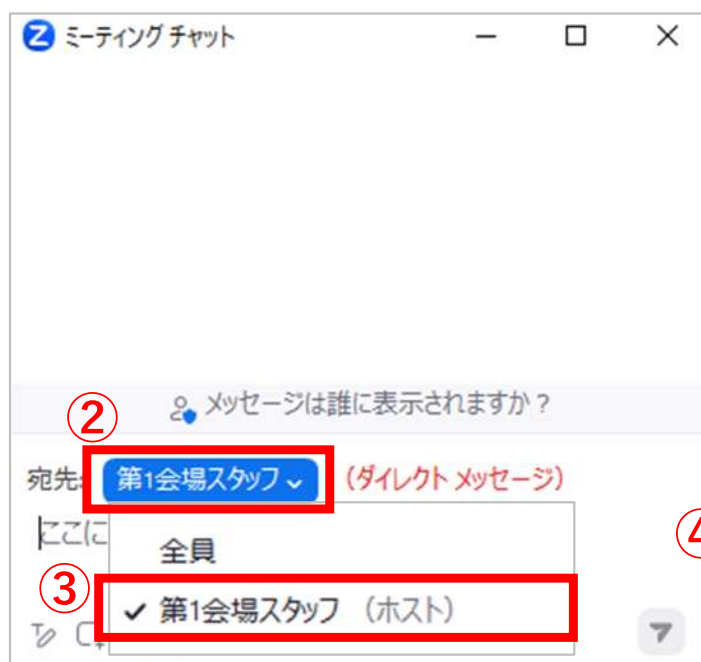 ミーティング チャット
メッセージは誰に表示されますか？
②
宛先: 第1会場スタッフ （ダイレクト メッセージ）
ここに
全員
④
③
✓ 第1会場スタッフ （ホスト）